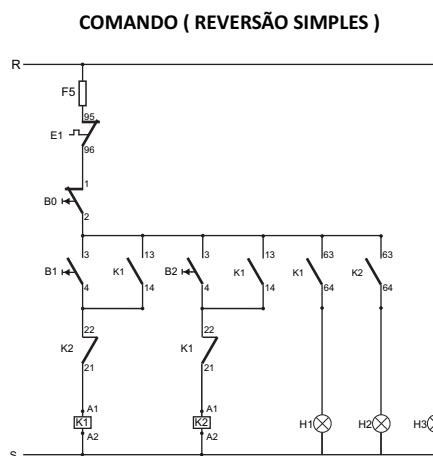 COMANDO ( REVERSÃO SIMPLES )
R
F5
95
E1
96
1
B0
2
3 13 3 13 63 63
B1 K1 B2 K1 K1 K2
4 14 4 14 64 64
22 22
K2 K1
21 21
A1 A1
K1 K2 H1 H2 H3
A2 A2
S